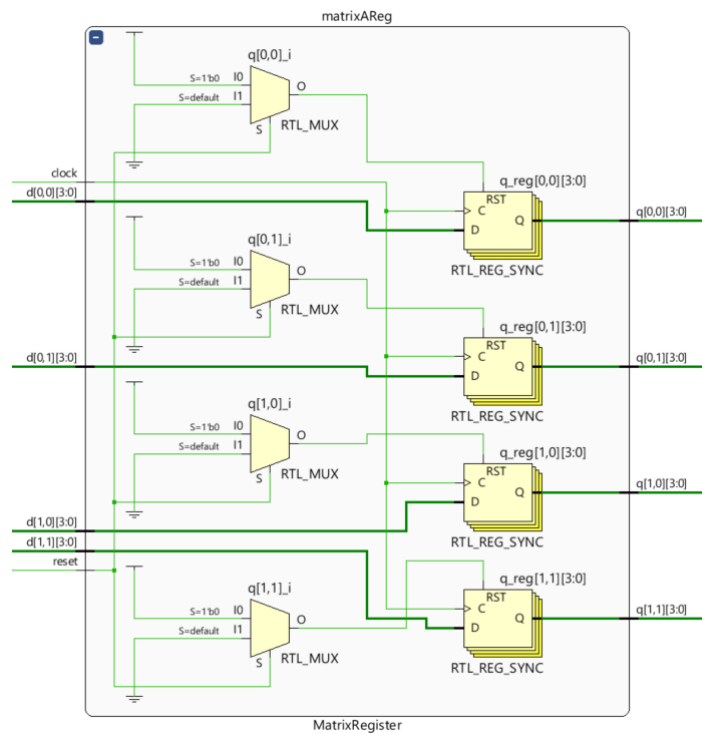 matrixAReg
q[0,0]_i
S=1'b0 I0
S=default I1
O
S
RTL_MUX
clock
d[0,0][3:0]
q_reg[0,0][3:0]
RST
C
D
Q
RTL_REG_SYNC
q[0,0][3:0]
q[0,1]_i
S=1'b0 I0
S=default I1
O
S
RTL_MUX
d[0,1][3:0]
q_reg[0,1][3:0]
RST
C
D
Q
RTL_REG_SYNC
q[0,1][3:0]
q[1,0]_i
S=1'b0 I0
S=default I1
O
S
RTL_MUX
d[1,0][3:0]
q_reg[1,0][3:0]
RST
C
D
Q
RTL_REG_SYNC
q[1,0][3:0]
d[1,1][3:0]
reset
q[1,1]_i
S=1'b0 I0
S=default I1
O
S
RTL_MUX
q_reg[1,1][3:0]
RST
C
D
Q
RTL_REG_SYNC
q[1,1][3:0]
MatrixRegister